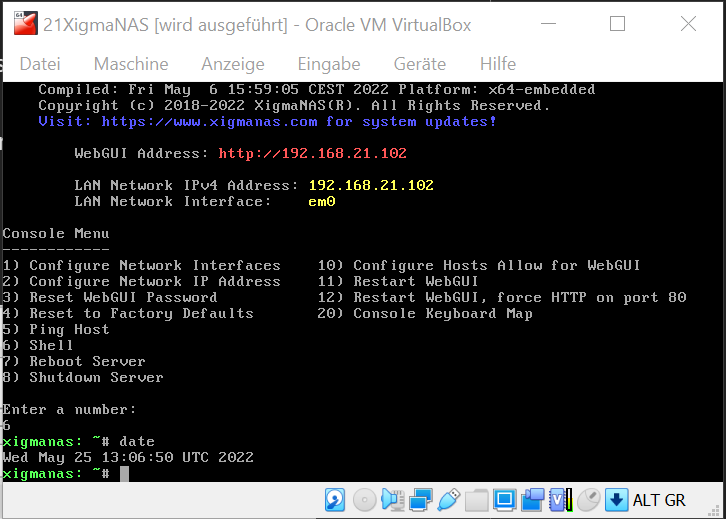 21XigmaNAS [wird ausgeführt] - Oracle VM VirtualBox
Datei Maschine Anzeige Eingabe Geräte Hilfe
Compiled: Fri May  6 15:59:05 CEST 2022 Platform: x64-embedded
Copyright (c) 2018-2022 XigmaNAS(R). All Rights Reserved.
Visit: https://www.xigmanas.com for system updates!
WebGUI Address: http://192.168.21.102
LAN Network IPv4 Address: 192.168.21.102
LAN Network Interface: em0
Console Menu
------------
1) Configure Network Interfaces 10) Configure Hosts Allow for WebGUI
2) Configure Network IP Address 11) Restart WebGUI
3) Reset WebGUI Password 12) Restart WebGUI, force HTTP on port 80
4) Reset to Factory Defaults 20) Console Keyboard Map
5) Ping Host
6) Shell
7) Reboot Server
8) Shutdown Server
Enter a number:
6
xigmanas: ~# date
Wed May 25 13:06:50 UTC 2022
xigmanas: ~#
ALT GR